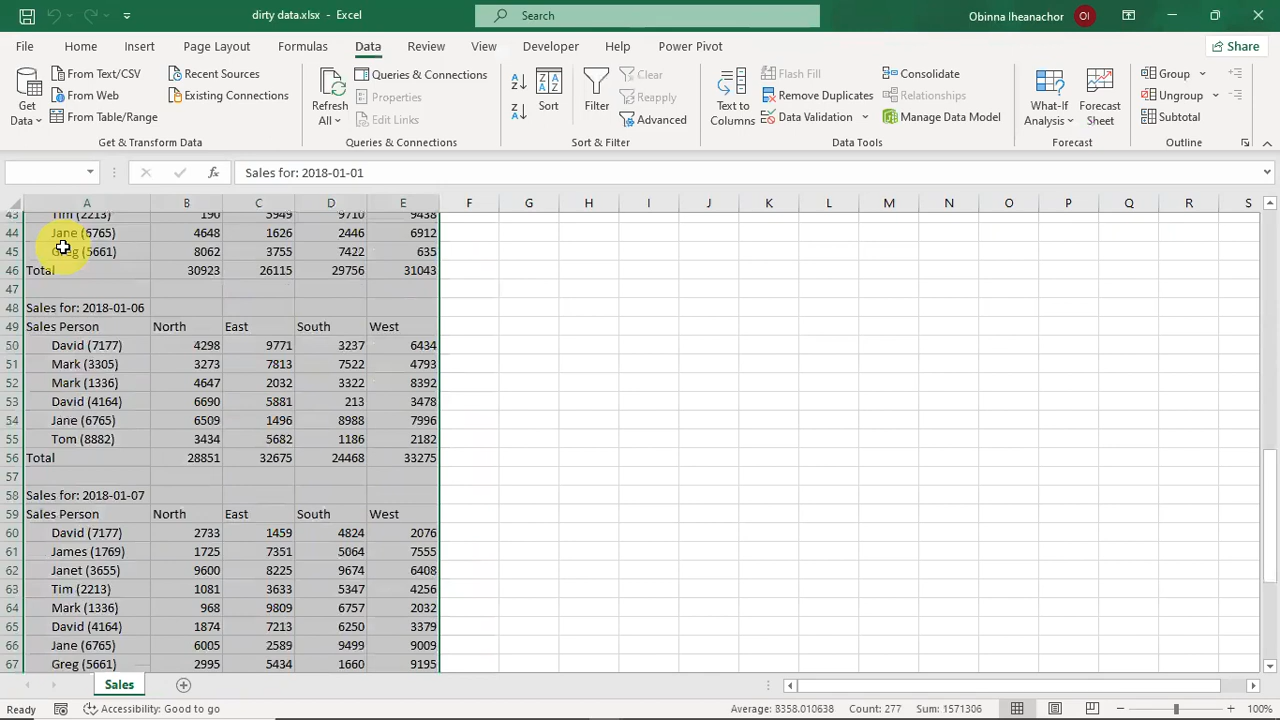 dirty data.xlsx - Excel
Search
Obinna Iheanachor OI
File Home Insert Page Layout Formulas Data Review View Developer Help Power Pivot Share
Get Data
From Text/CSV
From Web
From Table/Range
Recent Sources
Existing Connections
Get & Transform Data
Refresh All
Queries & Connections
Properties
Edit Links
Queries & Connections
Sort
Filter
Clear
Reapply
Advanced
Sort & Filter
Text to Columns
Flash Fill
Remove Duplicates
Data Validation
Consolidate
Relationships
Manage Data Model
Data Tools
What-If Analysis
Forecast Sheet
Forecast
Group
Ungroup
Subtotal
Outline
fx Sales for: 2018-01-01
A B C D E F G H I J K L M N O P Q R S
43 Tim (2213) 190 3949 9710 9438
44 Jane (6765) 4648 1626 2446 6912
45 Greg (5661) 8062 3755 7422 635
46 Total 30923 26115 29756 31043
47
48 Sales for: 2018-01-06
49 Sales Person North East South West
50 David (7177) 4298 9771 3237 6434
51 Mark (3305) 3273 7813 7522 4793
52 Mark (1336) 4647 2032 3322 8392
53 David (4164) 6690 5881 213 3478
54 Jane (6765) 6509 1496 8988 7996
55 Tom (8882) 3434 5682 1186 2182
56 Total 28851 32675 24468 33275
57
58 Sales for: 2018-01-07
59 Sales Person North East South West
60 David (7177) 2733 1459 4824 2076
61 James (1769) 1725 7351 5064 7555
62 Janet (3655) 9600 8225 9674 6408
63 Tim (2213) 1081 3633 5347 4256
64 Mark (1336) 968 9809 6757 2032
65 David (4164) 1874 7213 6250 3379
66 Jane (6765) 6005 2589 9499 9009
67 Greg (5661) 2995 5434 1660 9195
Sales
Ready Accessibility: Good to go Average: 8358.010638 Count: 277 Sum: 1571306 100%